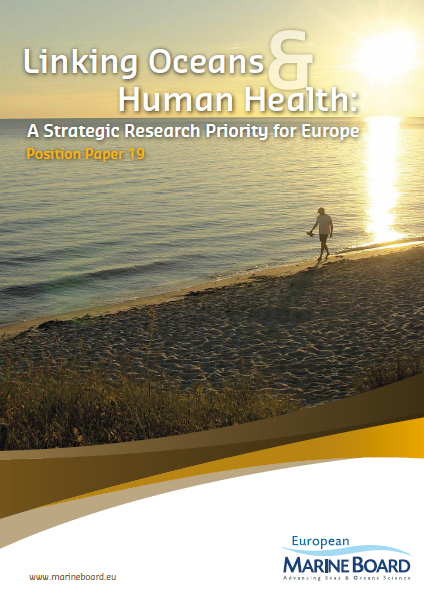 Linking Oceans &
Human Health:
A Strategic Research Priority for Europe
Position Paper 19
European
MARINE BOARD
Advancing Seas & Oceans Science
www.marineboard.eu